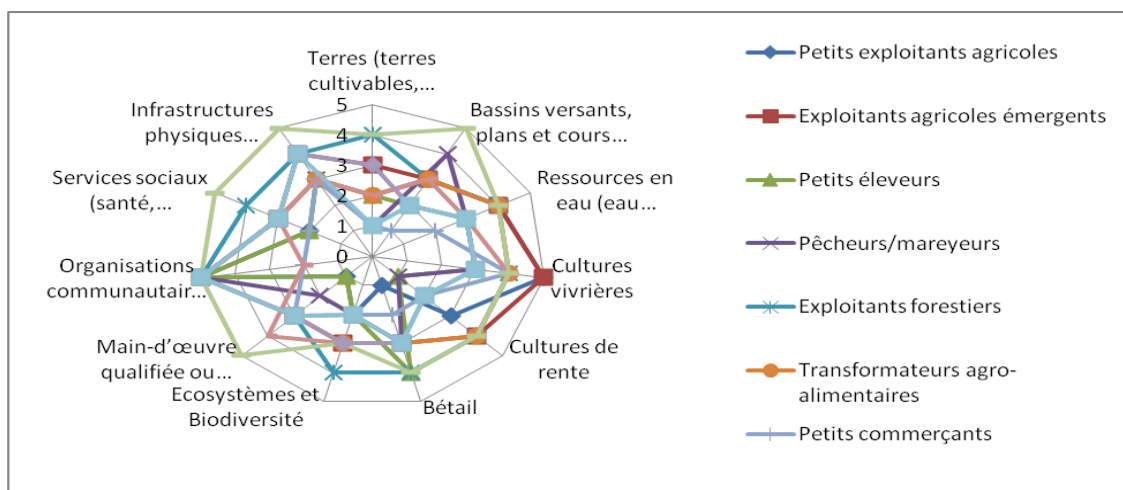 Terres (terres
cultivables,...
Bassins versants,
plans et cours...
Ressources en
eau (eau...
Cultures
vivrières
Cultures de
rente
Bétail
Ecosystèmes et
Biodiversité
Main-d’œuvre
qualifiée ou...
Organisations
communautair...
Services sociaux
(santé,...
Infrastructures
physiques...
5
4
3
2
1
0
Petits exploitants agricoles
Exploitants agricoles émergents
Petits éleveurs
Pêcheurs/mareyeurs
Exploitants forestiers
Transformateurs agro-
alimentaires
Petits commerçants